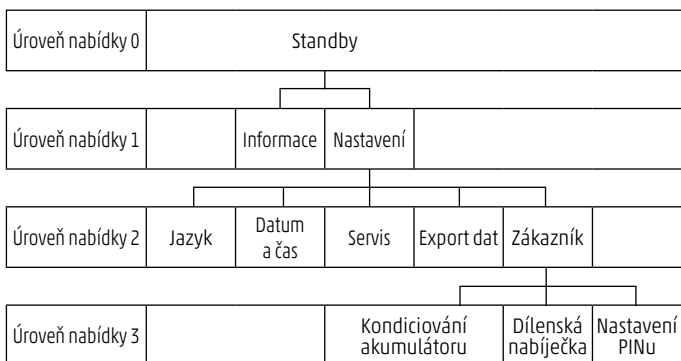 Úroveň nabídky 0 Standby
Úroveň nabídky 1 Informace Nastavení
Úroveň nabídky 2 Jazyk Datum a čas Servis Export dat Zákazník
Úroveň nabídky 3 Kondiciování akumulátoru Dílenská nabíječka Nastavení PINu